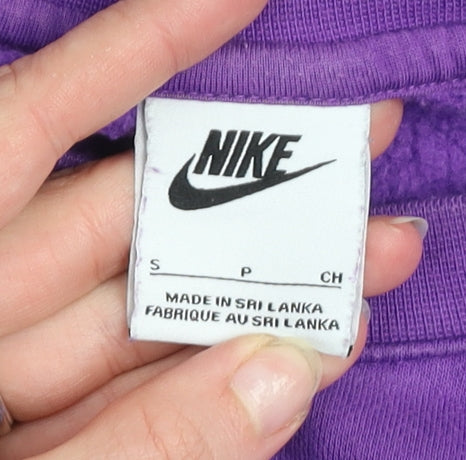 NIKE
S P CH
MADE IN SRI LANKA
FABRIQUE AU SRI LANKA